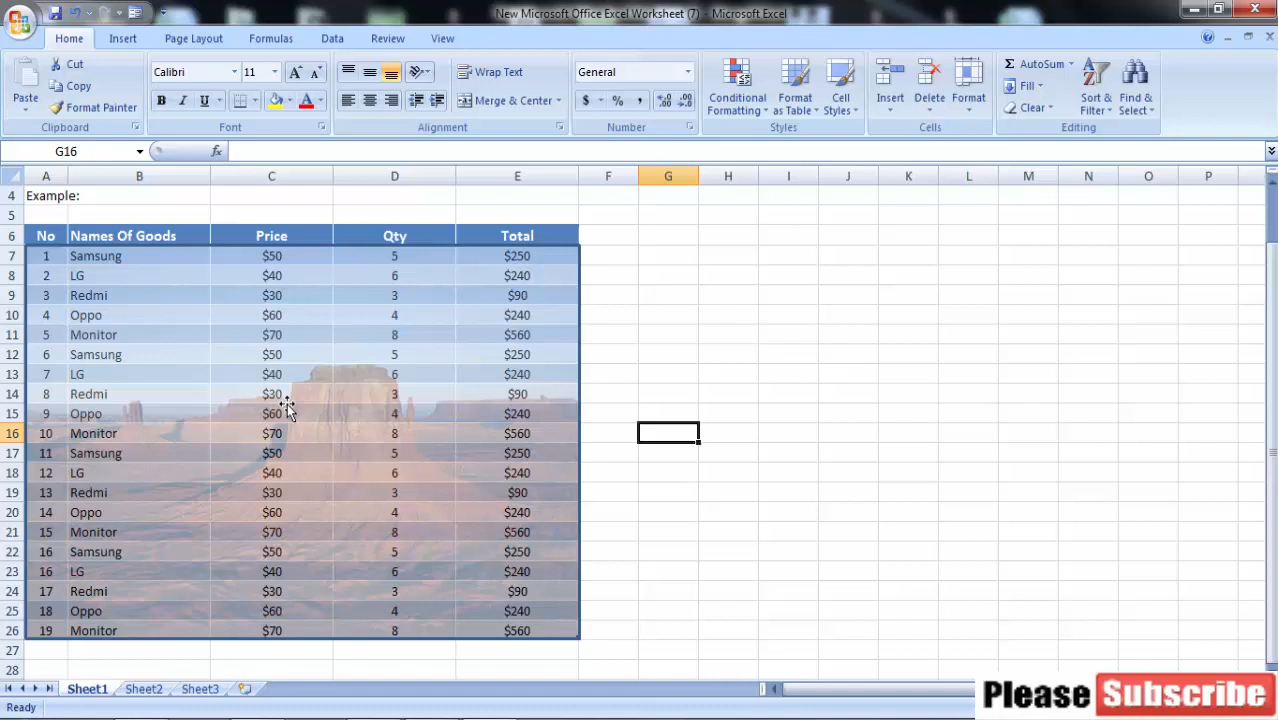 New Microsoft Office Excel Worksheet (7) - Microsoft Excel
Home Insert Page Layout Formulas Data Review View
Paste Cut Copy Format Painter Clipboard
Calibri 11 B I U A A A Font
Wrap Text Merge & Center Alignment
General $ % , Number
Conditional Formatting Format as Table Cell Styles Styles
Insert Delete Format Cells
Σ AutoSum Fill Clear Sort & Filter Find & Select Editing
G16 fx
A B C D E F G H I J K L M N O P
4 Example:
5
6 No Names Of Goods Price Qty Total
7 1 Samsung $50 5 $250
8 2 LG $40 6 $240
9 3 Redmi $30 3 $90
10 4 Oppo $60 4 $240
11 5 Monitor $70 8 $560
12 6 Samsung $50 5 $250
13 7 LG $40 6 $240
14 8 Redmi $30 3 $90
15 9 Oppo $60 4 $240
16 10 Monitor $70 8 $560
17 11 Samsung $50 5 $250
18 12 LG $40 6 $240
19 13 Redmi $30 3 $90
20 14 Oppo $60 4 $240
21 15 Monitor $70 8 $560
22 16 Samsung $50 5 $250
23 16 LG $40 6 $240
24 17 Redmi $30 3 $90
25 18 Oppo $60 4 $240
26 19 Monitor $70 8 $560
27
28
Sheet1 Sheet2 Sheet3
Ready
Please Subscribe